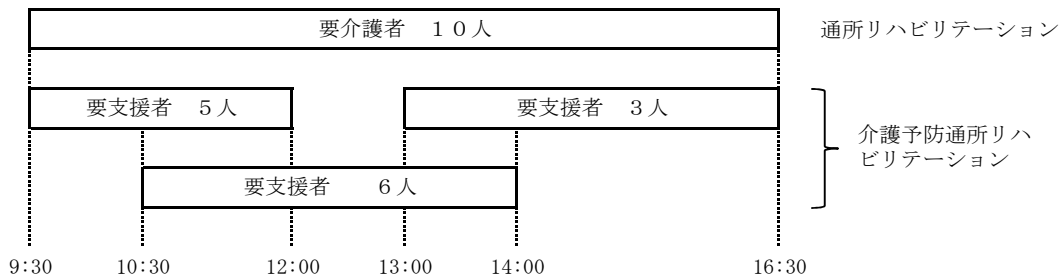 要介護者　１０人
通所リハビリテーション
要支援者　５人
要支援者　３人
要支援者　　６人
介護予防通所リハ
ビリテーション
9:30
10:30
12:00
13:00
14:00
16:30